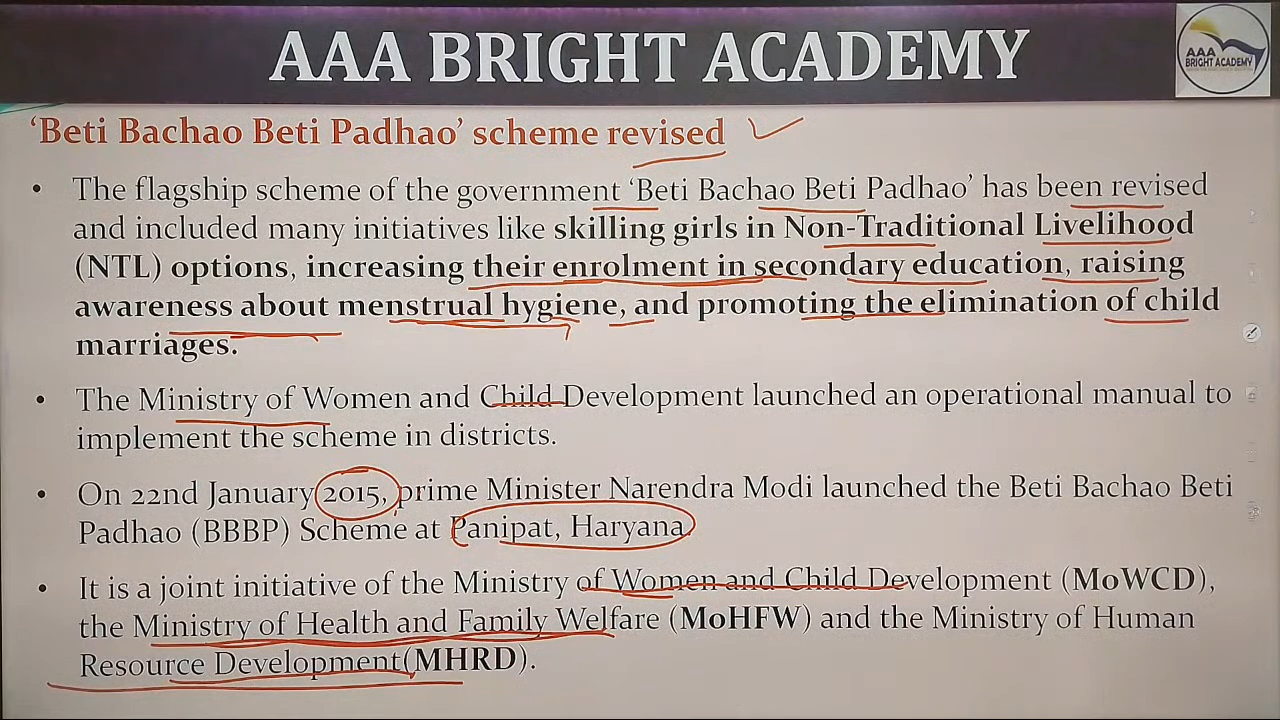 AAA BRIGHT ACADEMY
AAA
BRIGHT ACADEMY
‘Beti Bachao Beti Padhao’ scheme revised
• The flagship scheme of the government ‘Beti Bachao Beti Padhao’ has been revised
and included many initiatives like skilling girls in Non-Traditional Livelihood
(NTL) options, increasing their enrolment in secondary education, raising
awareness about menstrual hygiene, and promoting the elimination of child
marriages.
• The Ministry of Women and Child Development launched an operational manual to
implement the scheme in districts.
• On 22nd January 2015, prime Minister Narendra Modi launched the Beti Bachao Beti
Padhao (BBBP) Scheme at Panipat, Haryana
• It is a joint initiative of the Ministry of Women and Child Development (MoWCD),
the Ministry of Health and Family Welfare (MoHFW) and the Ministry of Human
Resource Development(MHRD).